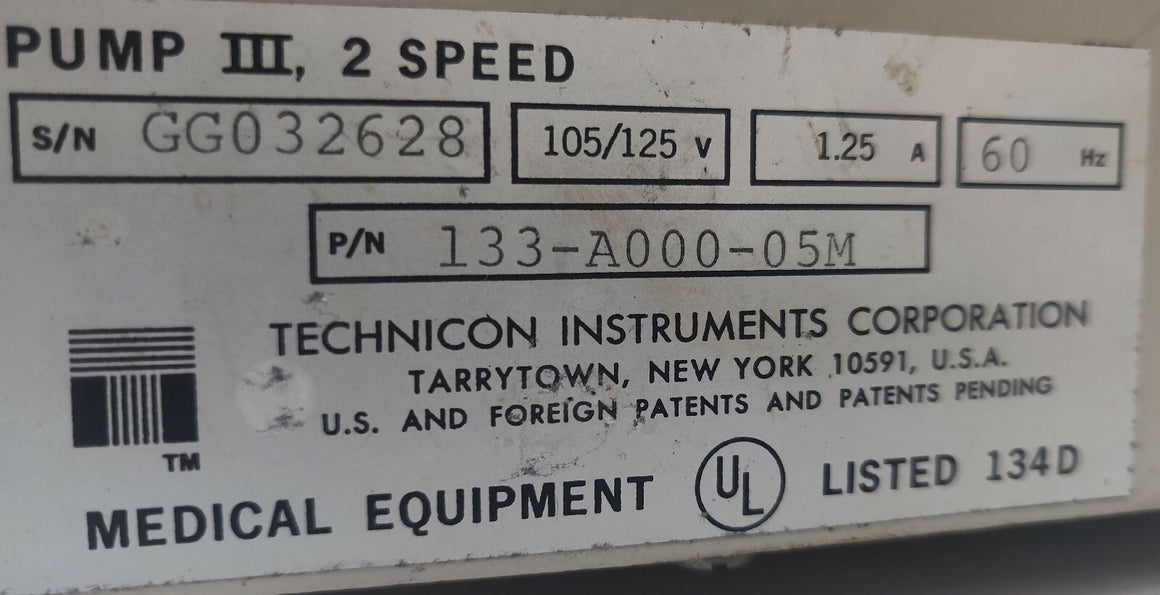 PUMP III, 2 SPEED
S/N GG032628 105/125 V 1.25 A 60 Hz
P/N 133-A000-05M
TECHNICON INSTRUMENTS CORPORATION
TARRYTOWN, NEW YORK 10591, U.S.A.
U.S. AND FOREIGN PATENTS AND PATENTS PENDING
TM
MEDICAL EQUIPMENT UL LISTED 134D